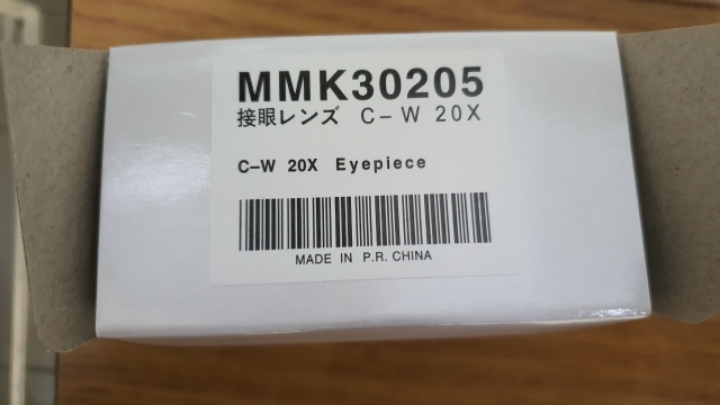 MMK30205
接眼レンズ C-W 20X
C-W 20X Eyepiece
MADE IN P.R. CHINA